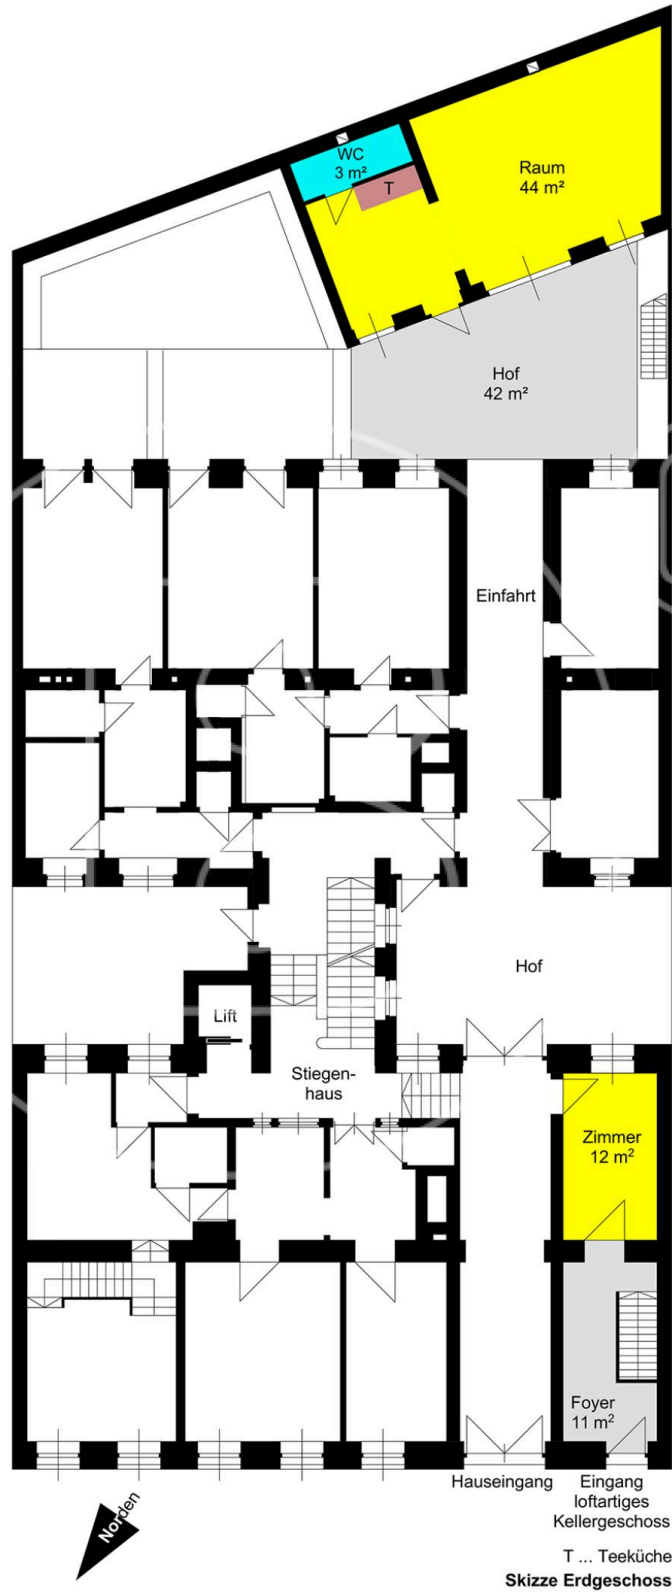 WC
3 m²
T
Raum
44 m²
Hof
42 m²
Einfahrt
Hof
Lift
Stiegen-
haus
Zimmer
12 m²
Foyer
11 m²
Hauseingang
Eingang
loftartiges
Kellergeschoss
Norden
T ... Teeküche
Skizze Erdgeschoss